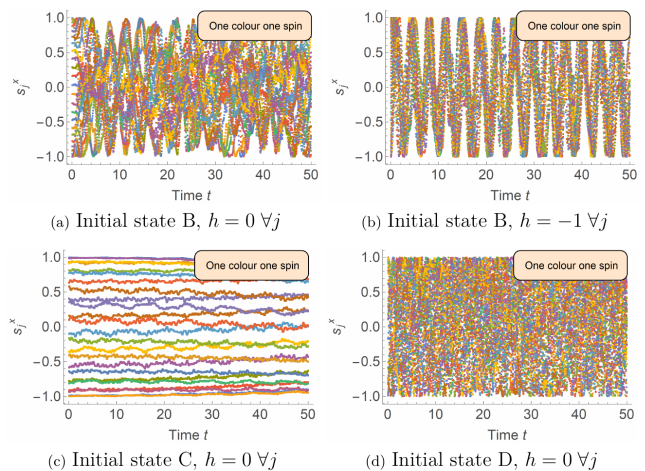 One colour one spin
1.0
0.5
0.0
−0.5
−1.0
s_j^x
0 10 20 30 40 50
Time t
(a) Initial state B, h = 0 ∀j
One colour one spin
1.0
0.5
0.0
−0.5
−1.0
s_j^x
0 10 20 30 40 50
Time t
(b) Initial state B, h = −1 ∀j
One colour one spin
1.0
0.5
0.0
−0.5
−1.0
s_j^x
0 10 20 30 40 50
Time t
(c) Initial state C, h = 0 ∀j
One colour one spin
1.0
0.5
0.0
−0.5
−1.0
s_j^x
0 10 20 30 40 50
Time t
(d) Initial state D, h = 0 ∀j